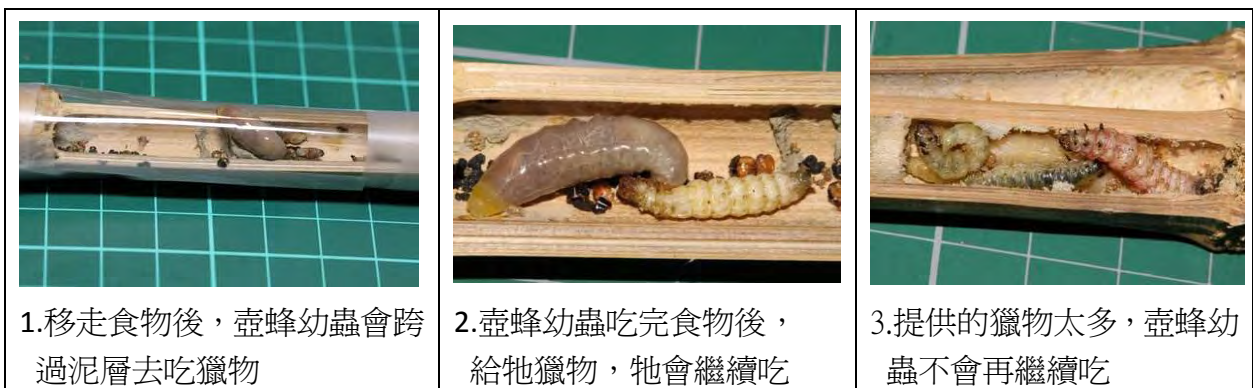 1.移走食物後，壺蜂幼蟲會跨
過泥層去吃獵物
2.壺蜂幼蟲吃完食物後，
給牠獵物，牠會繼續吃
3.提供的獵物太多，壺蜂幼
蟲不會再繼續吃